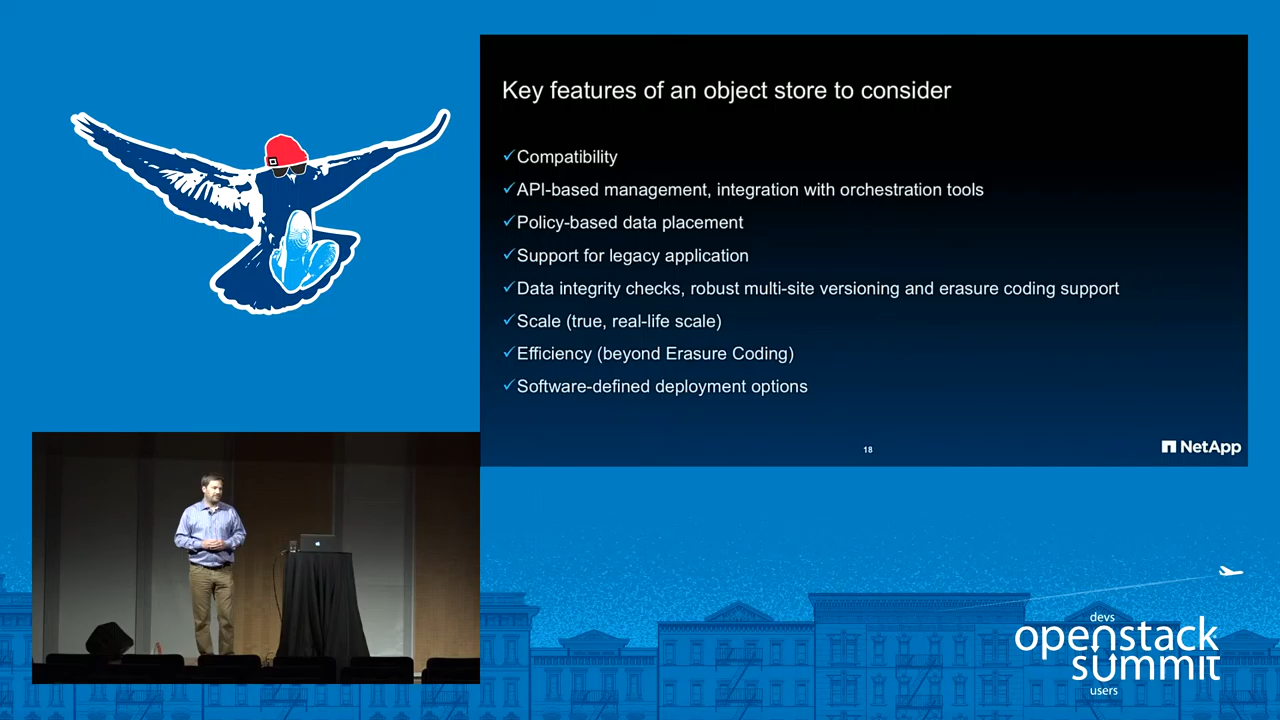 Key features of an object store to consider
✓Compatibility
✓API-based management, integration with orchestration tools
✓Policy-based data placement
✓Support for legacy application
✓Data integrity checks, robust multi-site versioning and erasure coding support
✓Scale (true, real-life scale)
✓Efficiency (beyond Erasure Coding)
✓Software-defined deployment options
18
NetApp
devs
openstack
summit
users